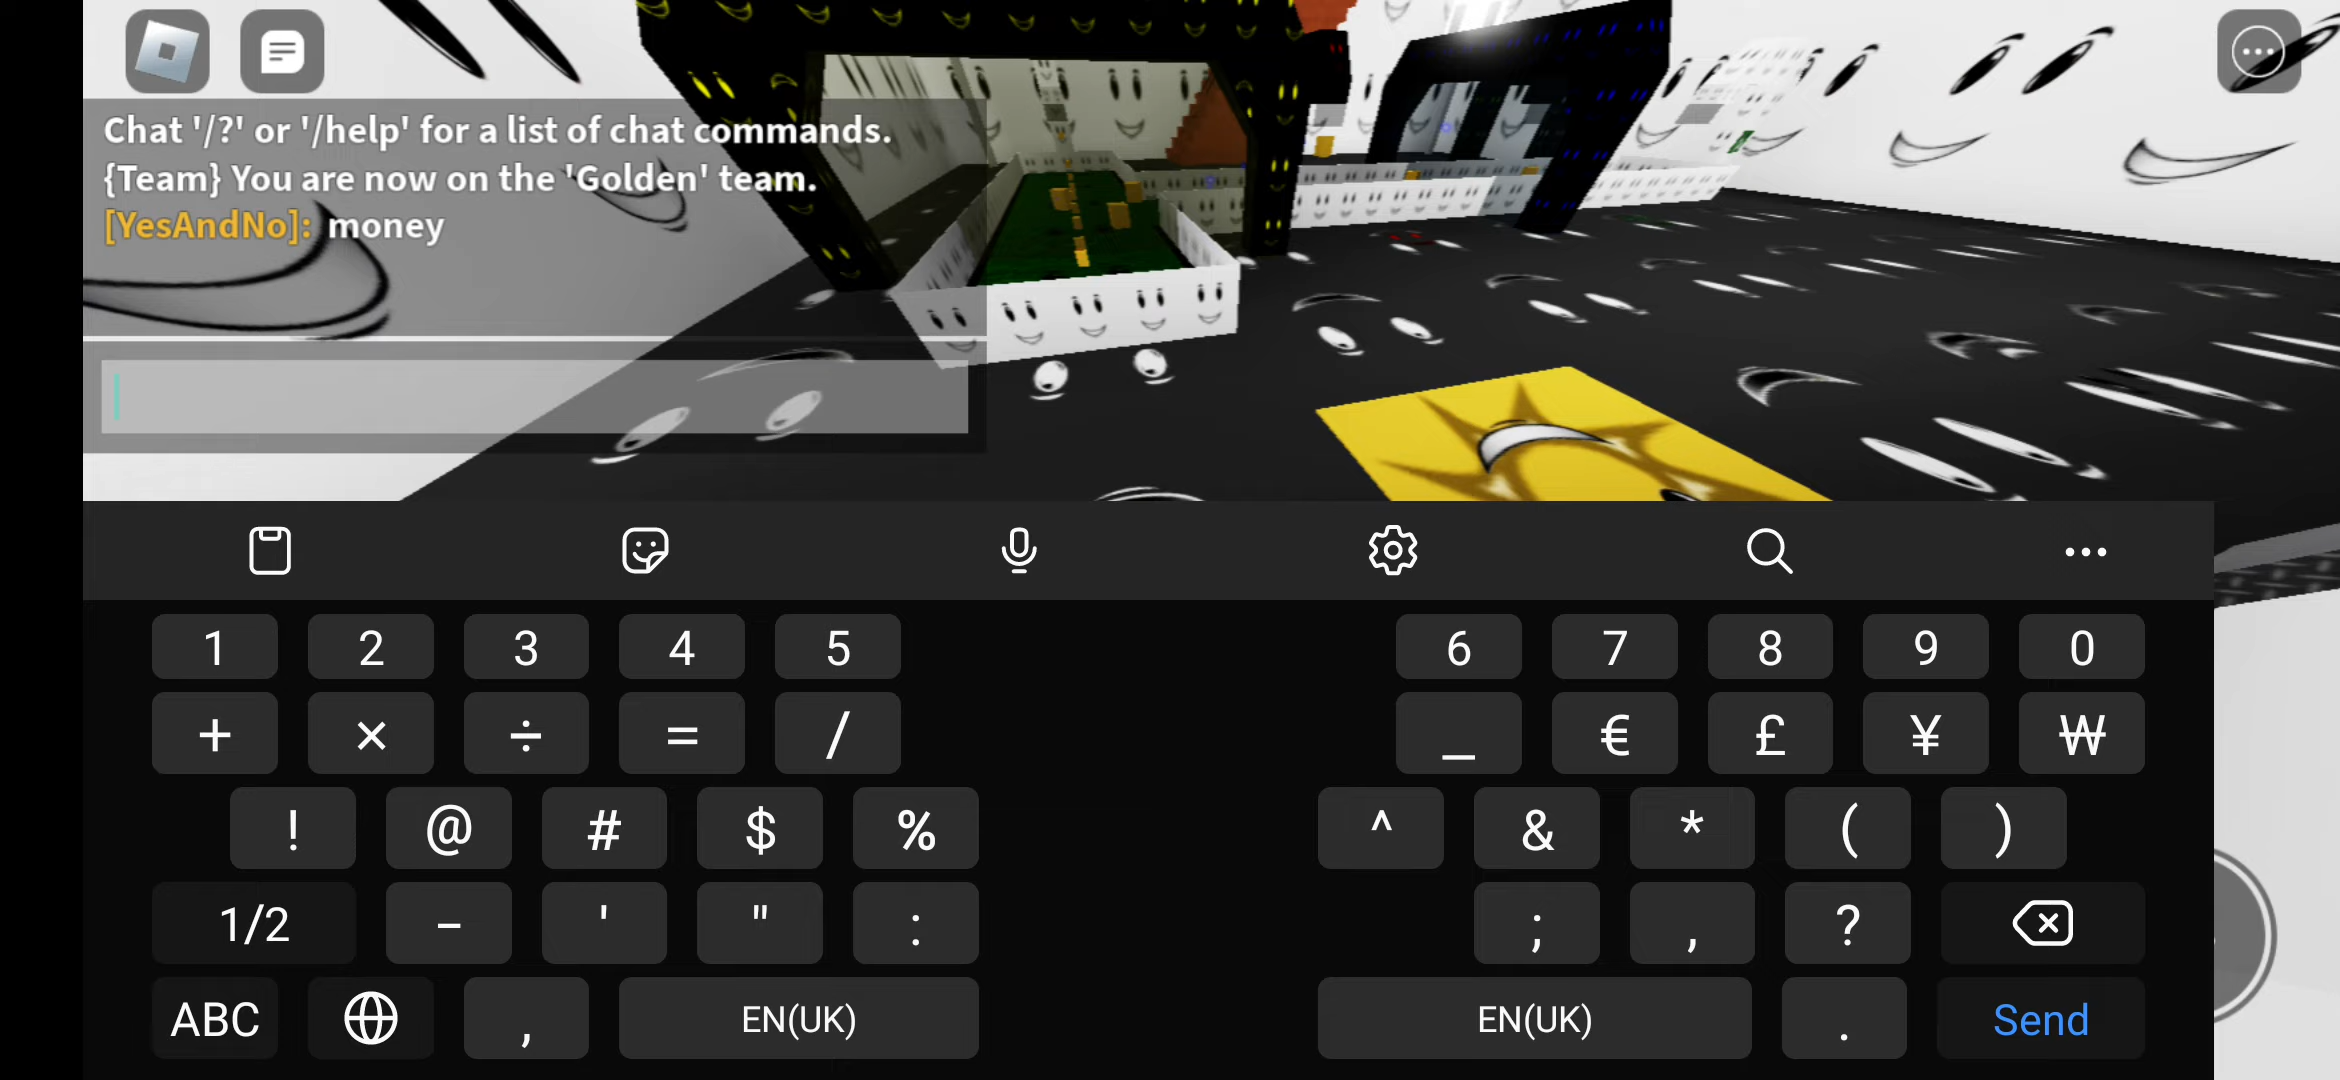 Chat '/?' or '/help' for a list of chat commands.
{Team} You are now on the 'Golden' team.
[YesAndNo]: money
1 2 3 4 5 6 7 8 9 0
+ × ÷ = / _ € £ ¥ ₩
! @ # $ % ^ & * ( )
1/2 - ' " : ; , ?
ABC , EN(UK) EN(UK) . Send